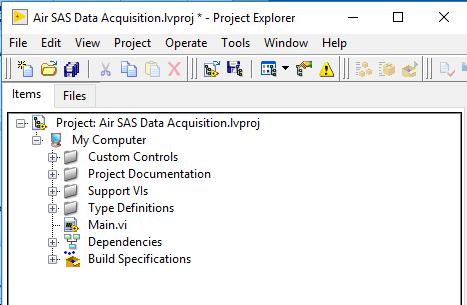 Air SAS Data Acquisition.lvproj * - Project Explorer
File Edit View Project Operate Tools Window Help
Items Files
Project: Air SAS Data Acquisition.lvproj
My Computer
Custom Controls
Project Documentation
Support VIs
Type Definitions
Main.vi
Dependencies
Build Specifications